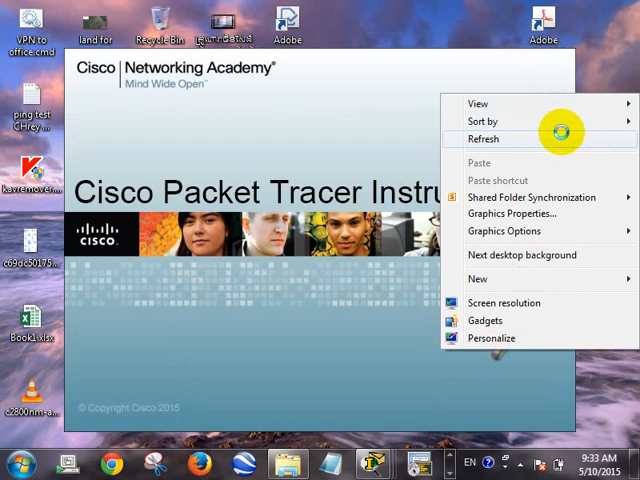 VPN to
office.cmd
land for
Recycle Bin
Adobe
Adobe
ping test
CHrey ...
kavremover....
c69dc50175...
Book1.xlsx
c2800nm-a...
Cisco Networking Academy®
Mind Wide Open™
Cisco Packet Tracer Instru
CISCO.
© Copyright Cisco 2015
View
Sort by
Refresh
Paste
Paste shortcut
Shared Folder Synchronization
Graphics Properties...
Graphics Options
Next desktop background
New
Screen resolution
Gadgets
Personalize
EN
9:33 AM
5/10/2015